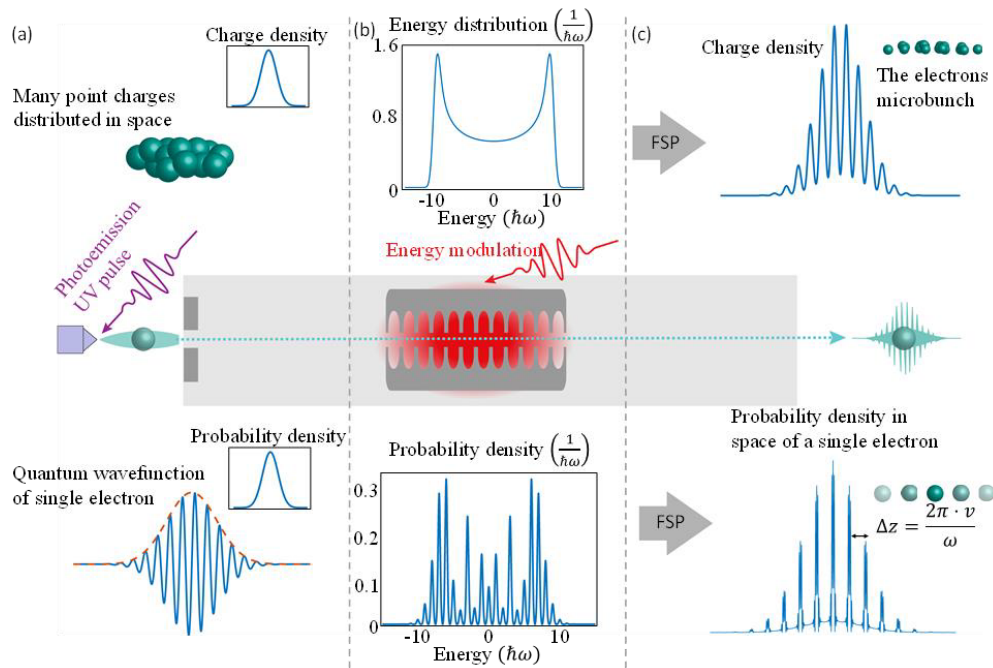 (a)
Charge density
Many point charges
distributed in space
Photoemission
UV pulse
Probability density
Quantum wavefunction
of single electron
(b)
Energy distribution (1/ℏω)
1.6
0.8
0
-10 0 10
Energy (ℏω)
Energy modulation
Probability density (1/ℏω)
0.3
0.2
0.1
0
-10 0 10
Energy (ℏω)
(c)
FSP
Charge density
The electrons
microbunch
Probability density in
space of a single electron
FSP
Δz = 2π · v / ω